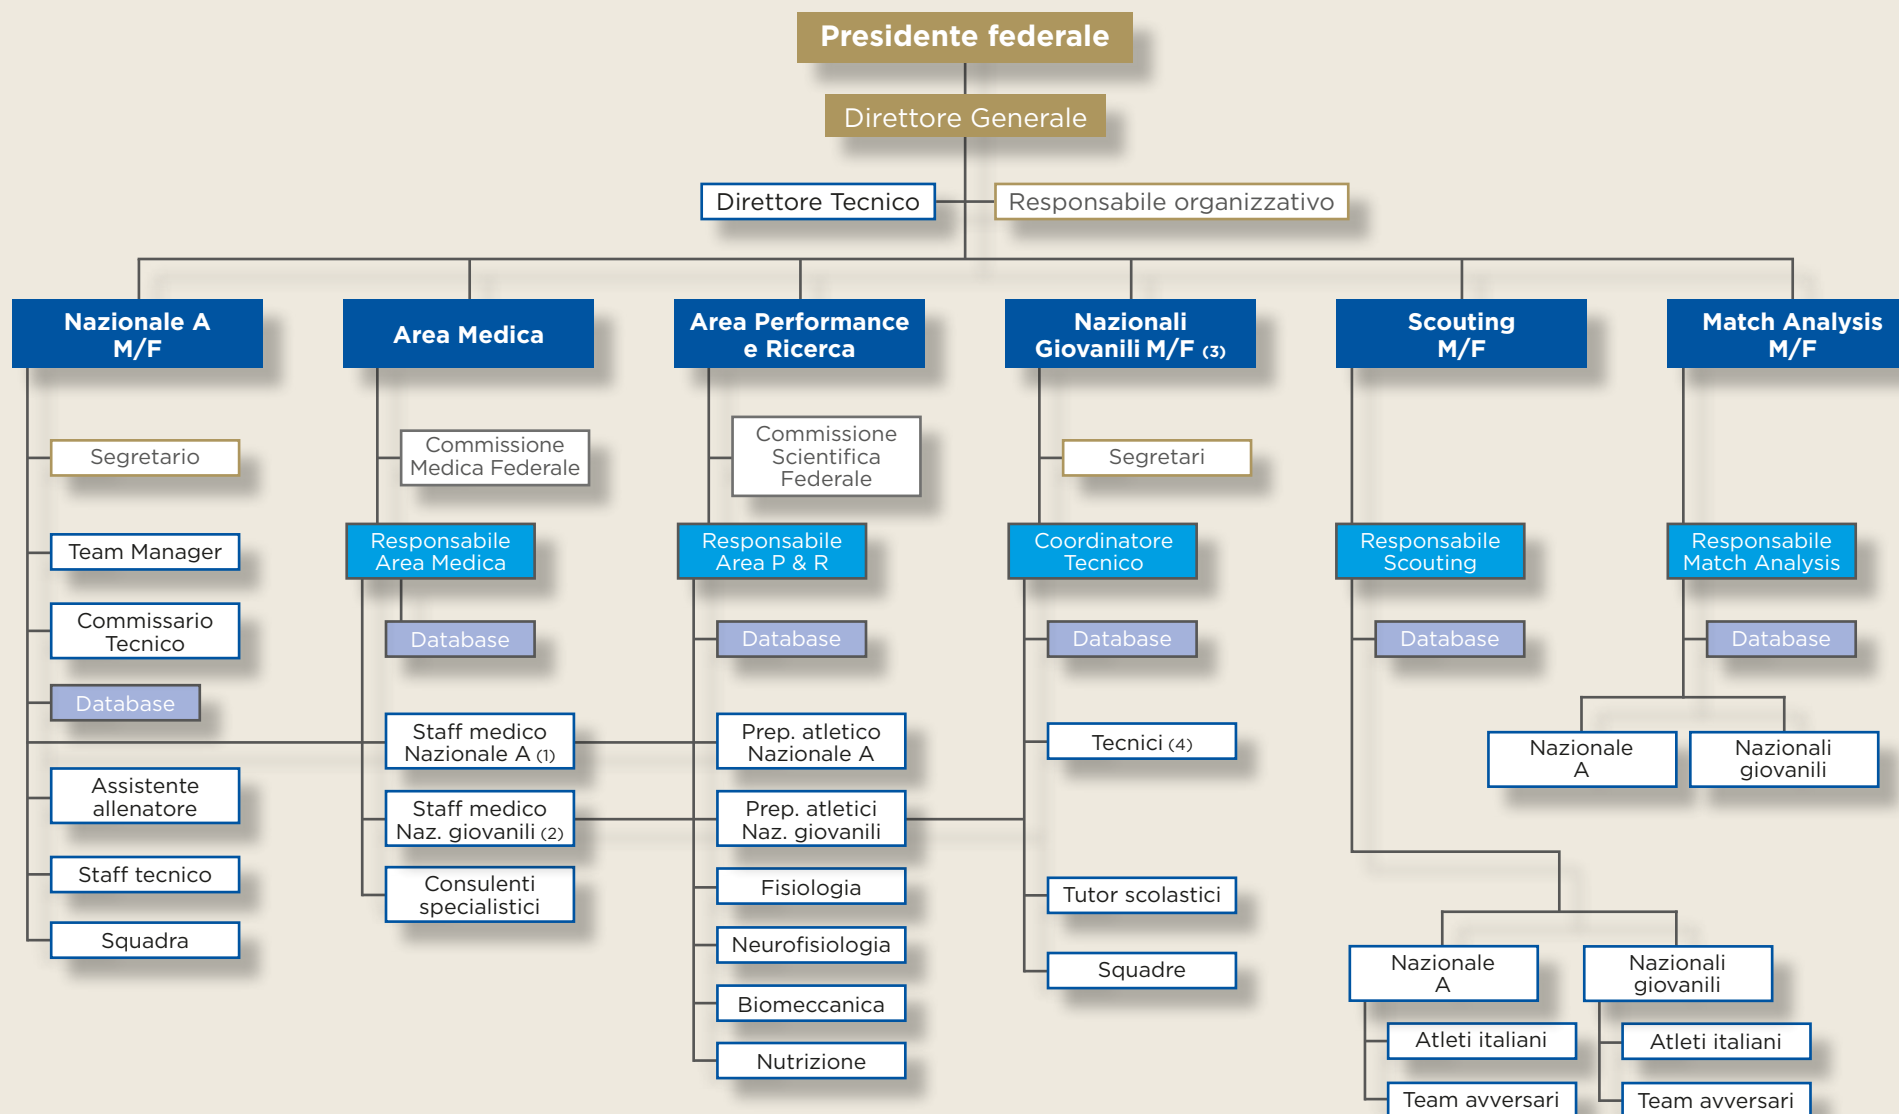 Presidente federale
Direttore Generale
Direttore Tecnico
Responsabile organizzativo
Nazionale A
M/F
Segretario
Team Manager
Commissario
Tecnico
Database
Assistente
allenatore
Staff tecnico
Squadra
Area Medica
Commissione
Medica Federale
Responsabile
Area Medica
Database
Staff medico
Nazionale A (1)
Staff medico
Naz. giovanili (2)
Consulenti
specialistici
Area Performance
e Ricerca
Commissione
Scientifica
Federale
Responsabile
Area P & R
Database
Prep. atletico
Nazionale A
Prep. atletici
Naz. giovanili
Fisiologia
Neurofisiologia
Biomeccanica
Nutrizione
Nazionali
Giovanili M/F (3)
Segretari
Coordinatore
Tecnico
Database
Tecnici (4)
Tutor scolastici
Squadre
Scouting
M/F
Responsabile
Scouting
Database
Nazionale
A
Atleti italiani
Team avversari
Nazionali
giovanili
Atleti italiani
Team avversari
Match Analysis
M/F
Responsabile
Match Analysis
Database
Nazionale
A
Nazionali
giovanili